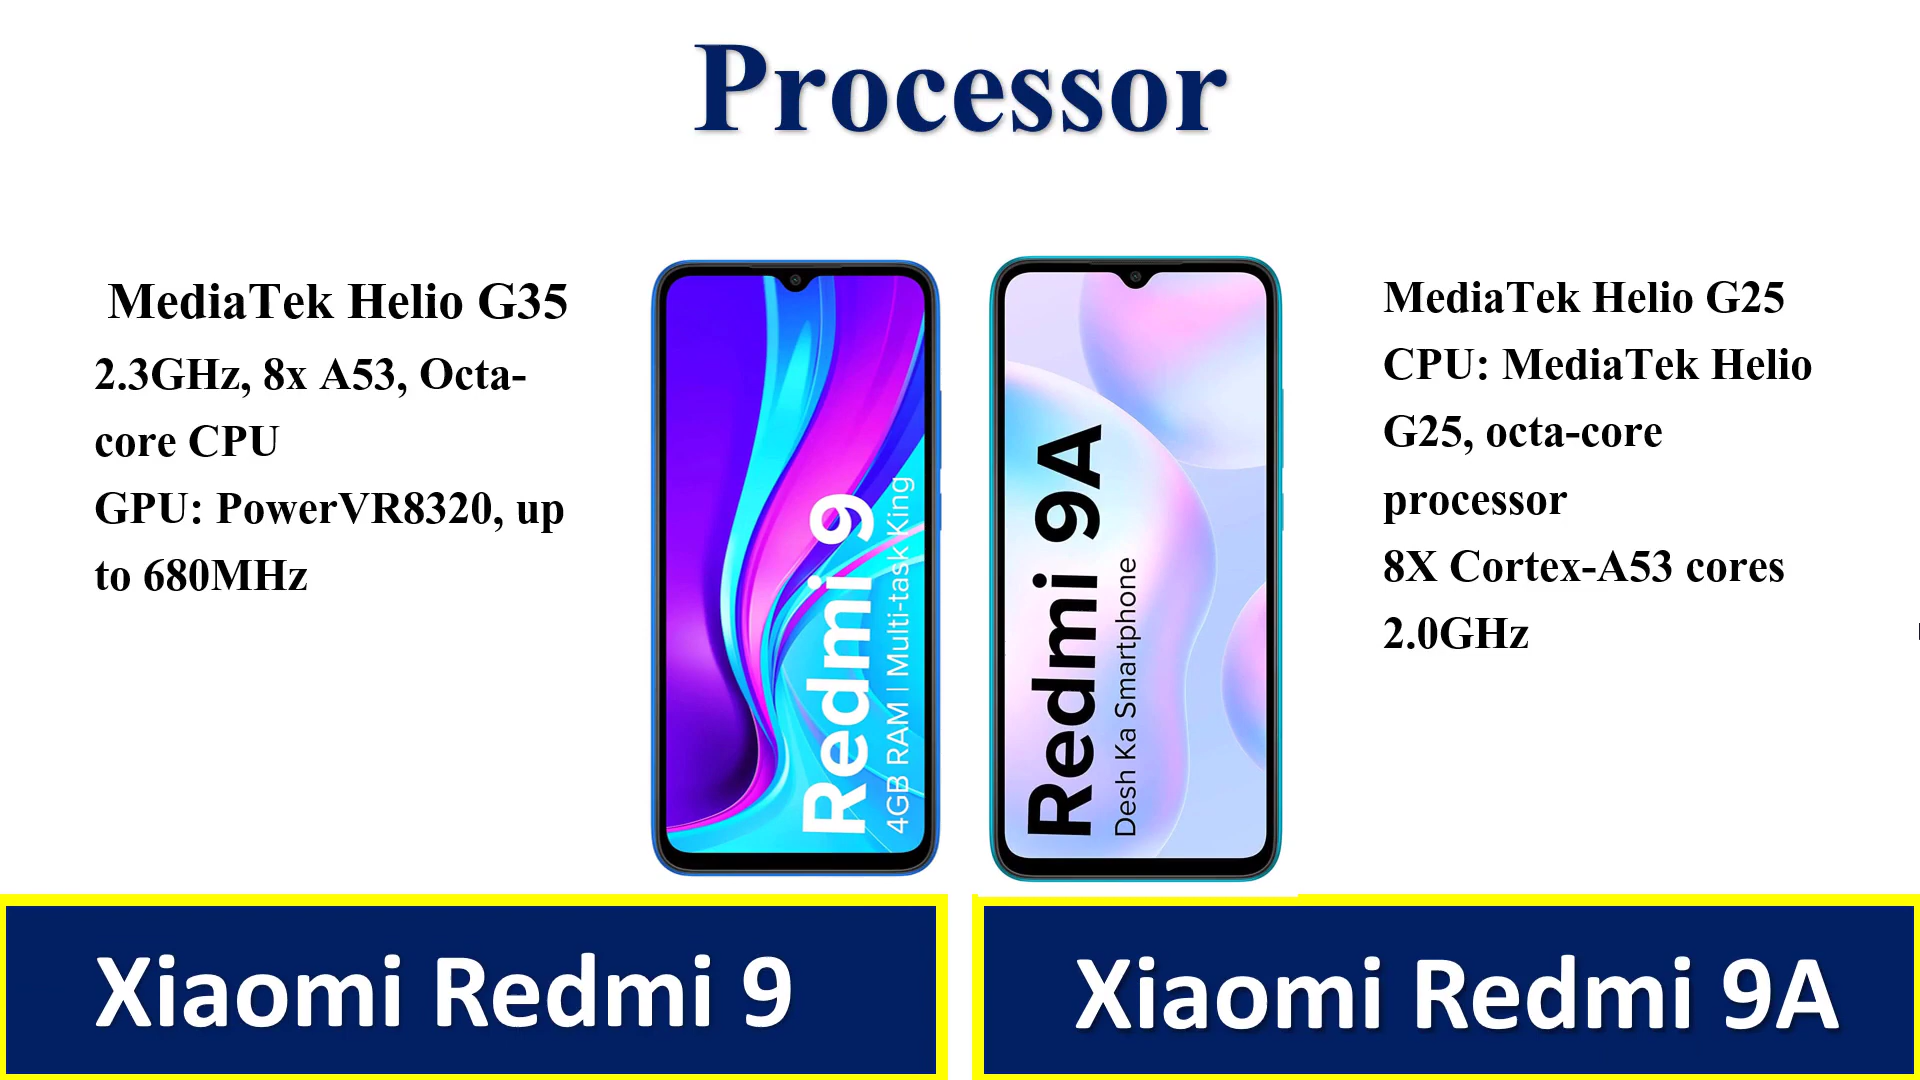 Processor
MediaTek Helio G35
2.3GHz, 8x A53, Octa-
core CPU
GPU: PowerVR8320, up
to 680MHz
Redmi 9
4GB RAM | Multi-task King
Redmi 9A
Desh Ka Smartphone
MediaTek Helio G25
CPU: MediaTek Helio
G25, octa-core
processor
8X Cortex-A53 cores
2.0GHz
Xiaomi Redmi 9
Xiaomi Redmi 9A